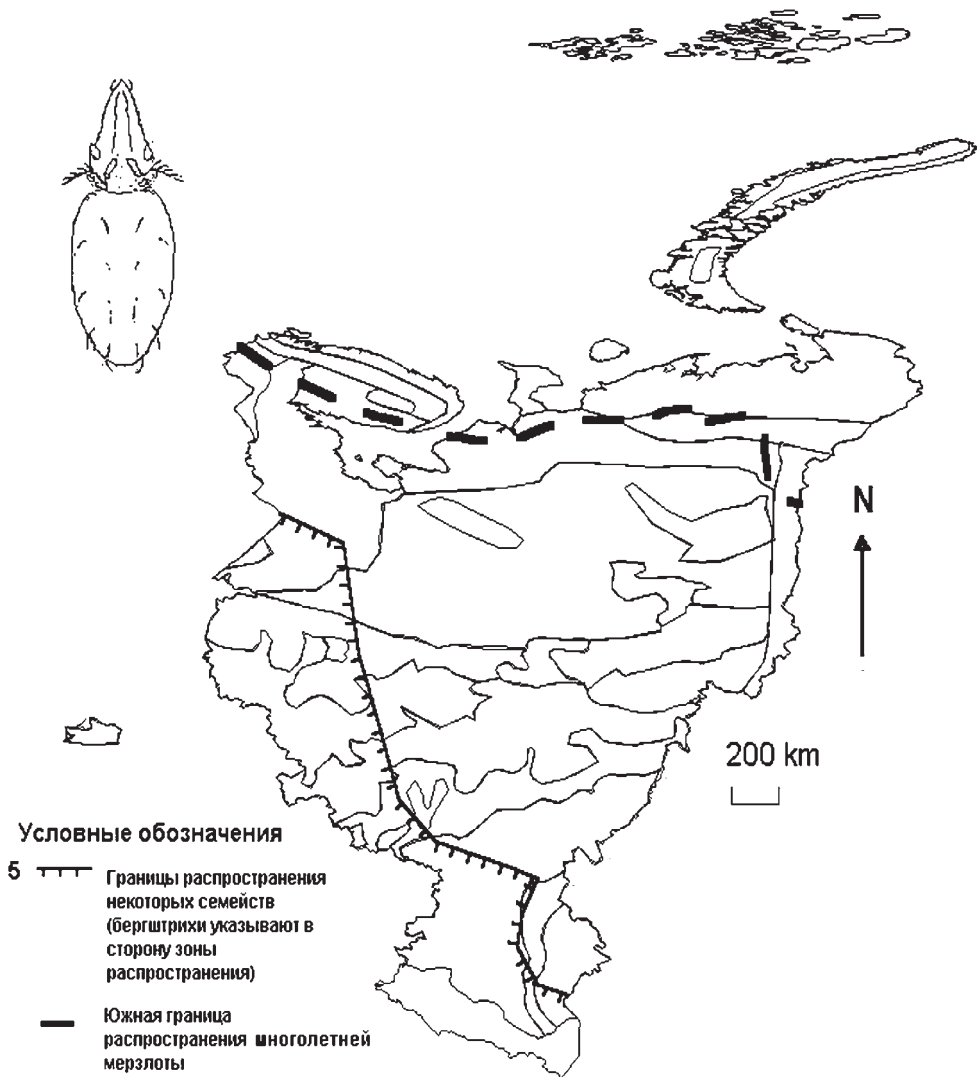 N
200 km
Условные обозначения
5
Границы распространения
некоторых семейств
(бергштрихи указывают в
сторону зоны
распространения)
Южная граница
распространения многолетней
мерзлоты